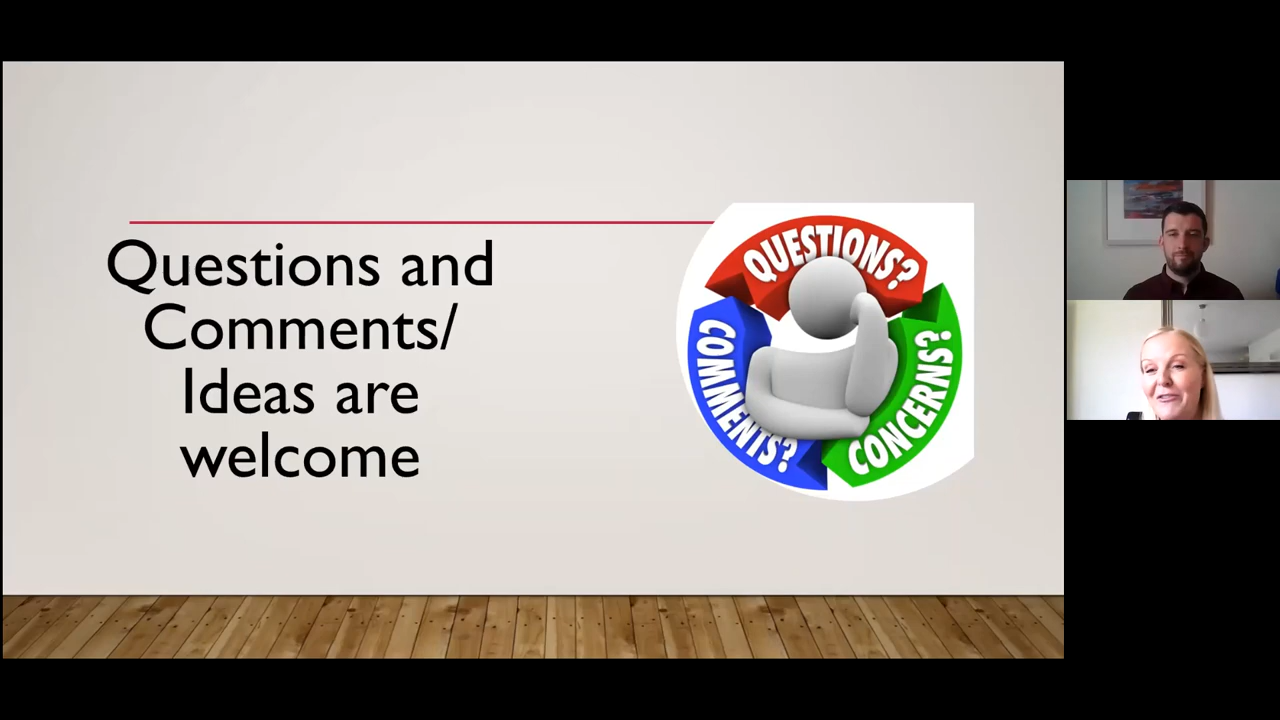 Questions and
Comments/
Ideas are
welcome
QUESTIONS?
COMMENTS?
CONCERNS?